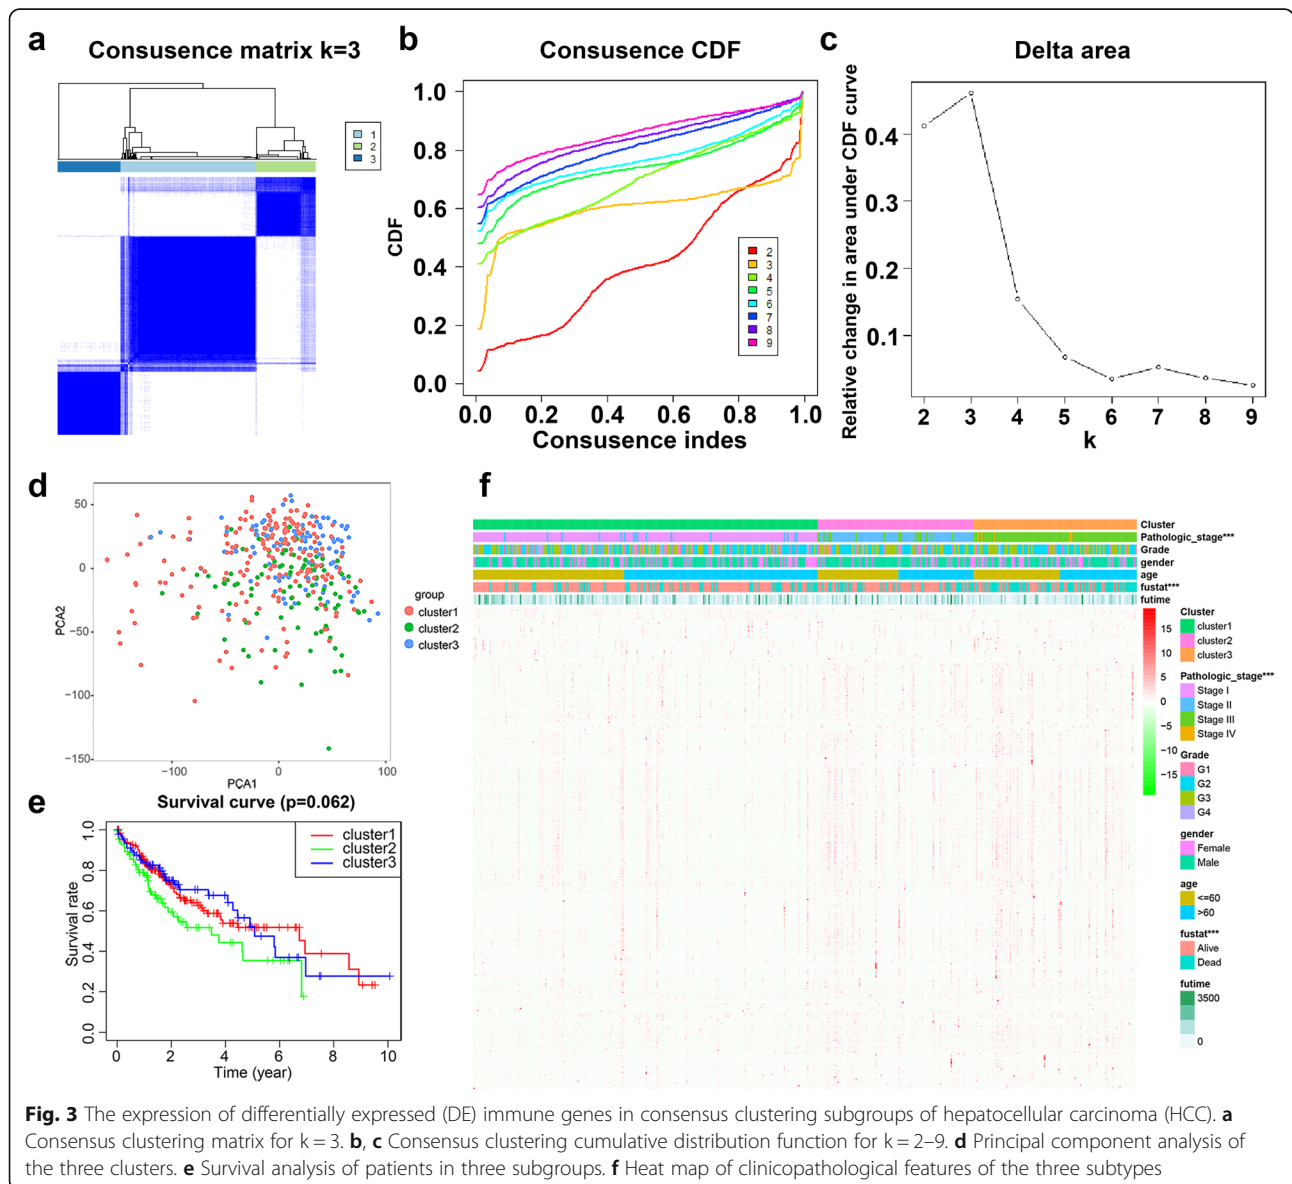 a
Consusence matrix k=3
1
2
3
b
Consusence CDF
CDF
1.0
0.8
0.6
0.4
0.2
0.0
2
3
4
5
6
7
8
9
0.0 0.2 0.4 0.6 0.8 1.0
Consusence indes
c
Delta area
Relative change in area under CDF curve
0.4
0.3
0.2
0.1
2 3 4 5 6 7 8 9
k
d
PCA2
50
0
−50
−100
−150
−100 0 100
PCA1
group
cluster1
cluster2
cluster3
e
Survival curve (p=0.062)
Survival rate
1.0
0.8
0.6
0.4
0.2
0.0
cluster1
cluster2
cluster3
0 2 4 6 8 10
Time (year)
f
Cluster
Pathologic_stage***
Grade
gender
age
fustat***
futime
15
10
5
0
−5
−10
−15
Cluster
cluster1
cluster2
cluster3
Pathologic_stage***
Stage I
Stage II
Stage III
Stage IV
Grade
G1
G2
G3
G4
gender
Female
Male
age
<=60
>60
fustat***
Alive
Dead
futime
3500
0
Fig. 3 The expression of differentially expressed (DE) immune genes in consensus clustering subgroups of hepatocellular carcinoma (HCC). a
Consensus clustering matrix for k = 3. b, c Consensus clustering cumulative distribution function for k = 2–9. d Principal component analysis of
the three clusters. e Survival analysis of patients in three subgroups. f Heat map of clinicopathological features of the three subtypes